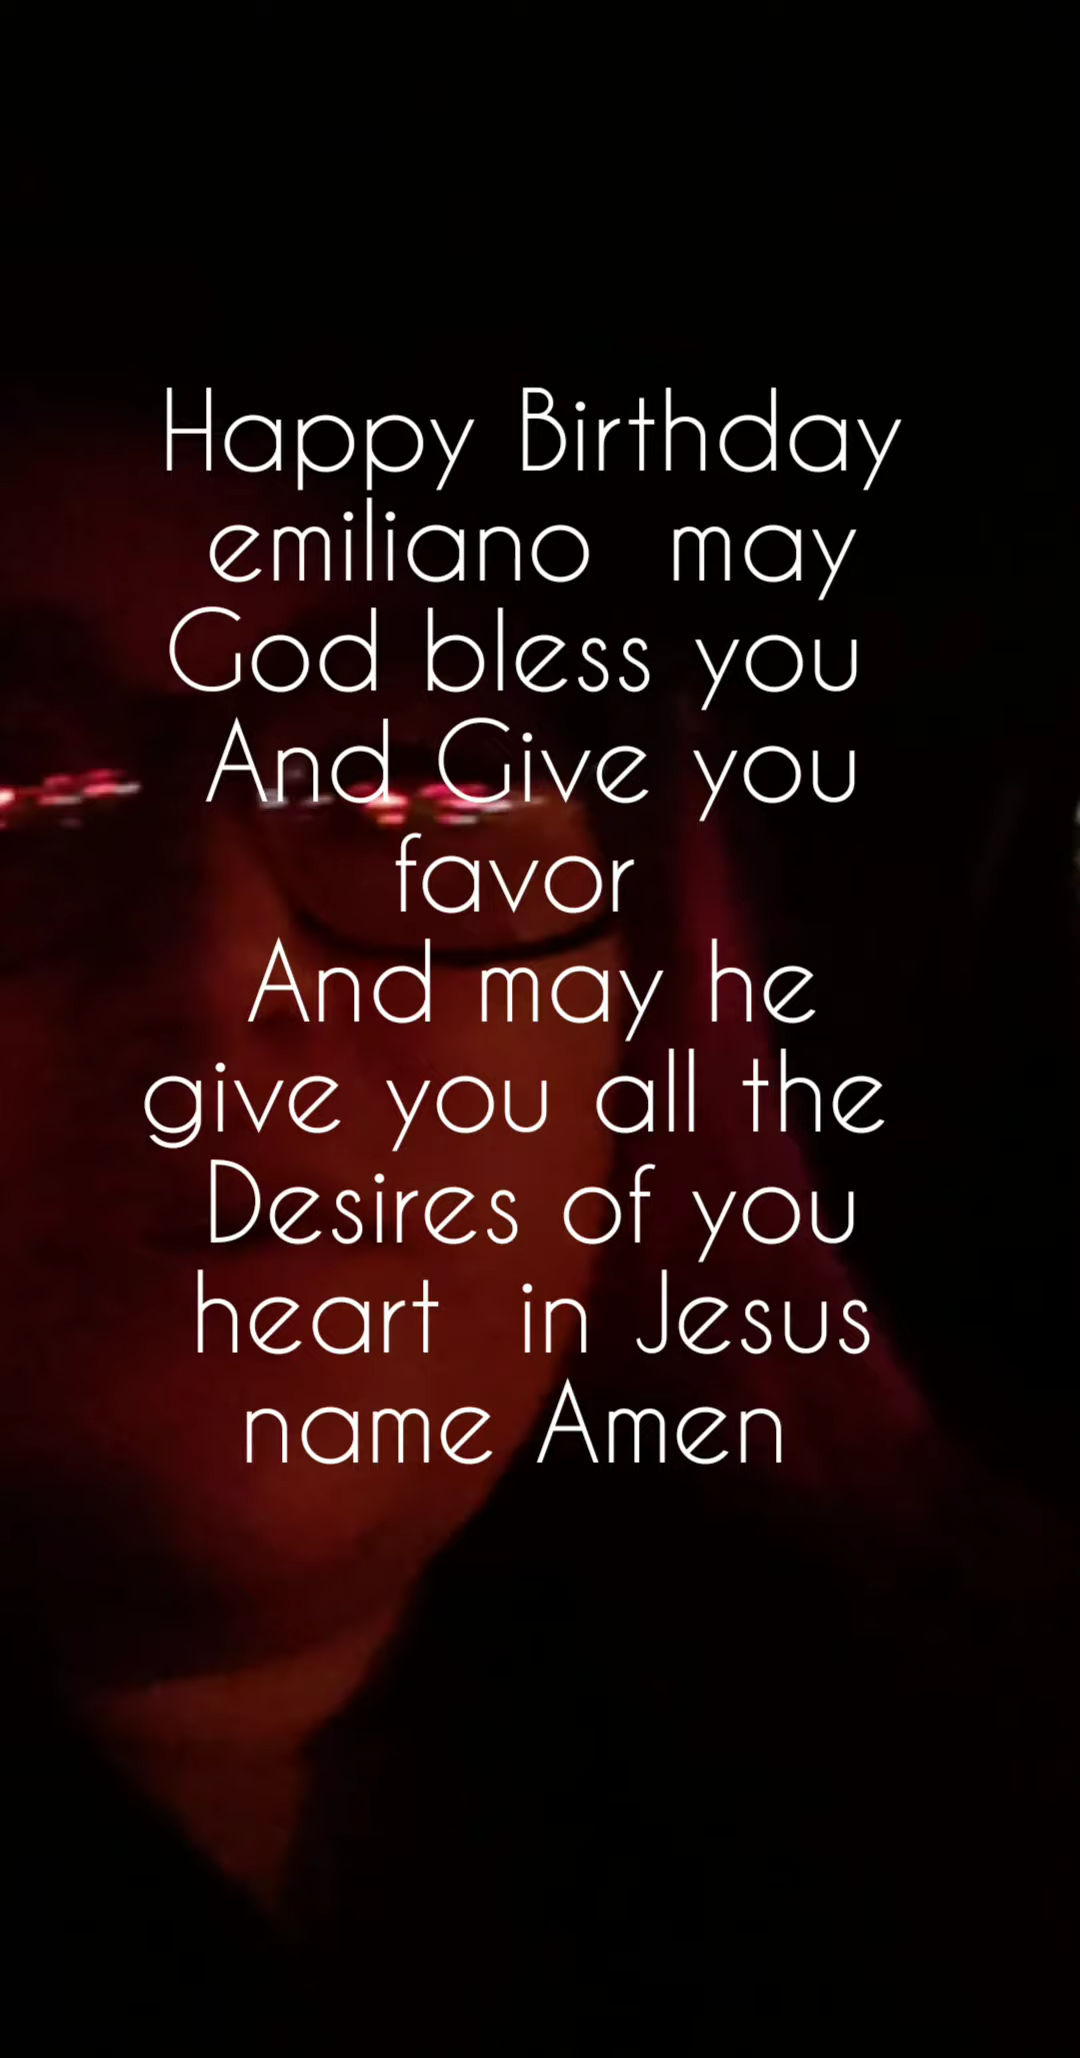 Happy Birthday
emiliano may
God bless you
And Give you
favor
And may he
give you all the
Desires of you
heart in Jesus
name Amen